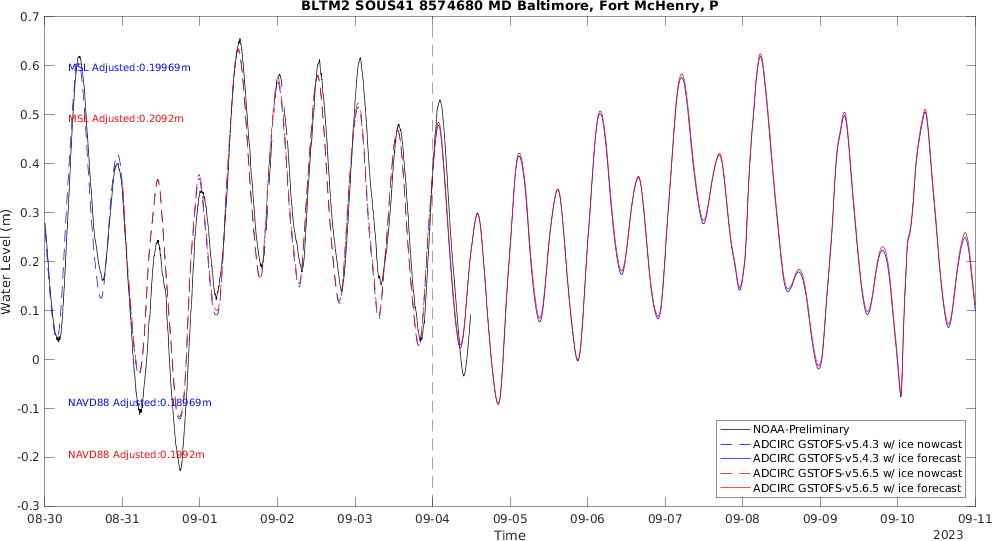 BLTM2 SOUS41 8574680 MD Baltimore, Fort McHenry, P
0.7
0.6
0.5
0.4
0.3
0.2
0.1
0
-0.1
-0.2
-0.3
Water Level (m)
MSL Adjusted:0.19969m
MSL Adjusted:0.2092m
NAVD88 Adjusted:0.18969m
NAVD88 Adjusted:0.1992m
NOAA-Preliminary
ADCIRC GSTOFS-v5.4.3 w/ ice nowcast
ADCIRC GSTOFS-v5.4.3 w/ ice forecast
ADCIRC GSTOFS-v5.6.5 w/ ice nowcast
ADCIRC GSTOFS-v5.6.5 w/ ice forecast
08-30 08-31 09-01 09-02 09-03 09-04 09-05 09-06 09-07 09-08 09-09 09-10 09-11
Time
2023